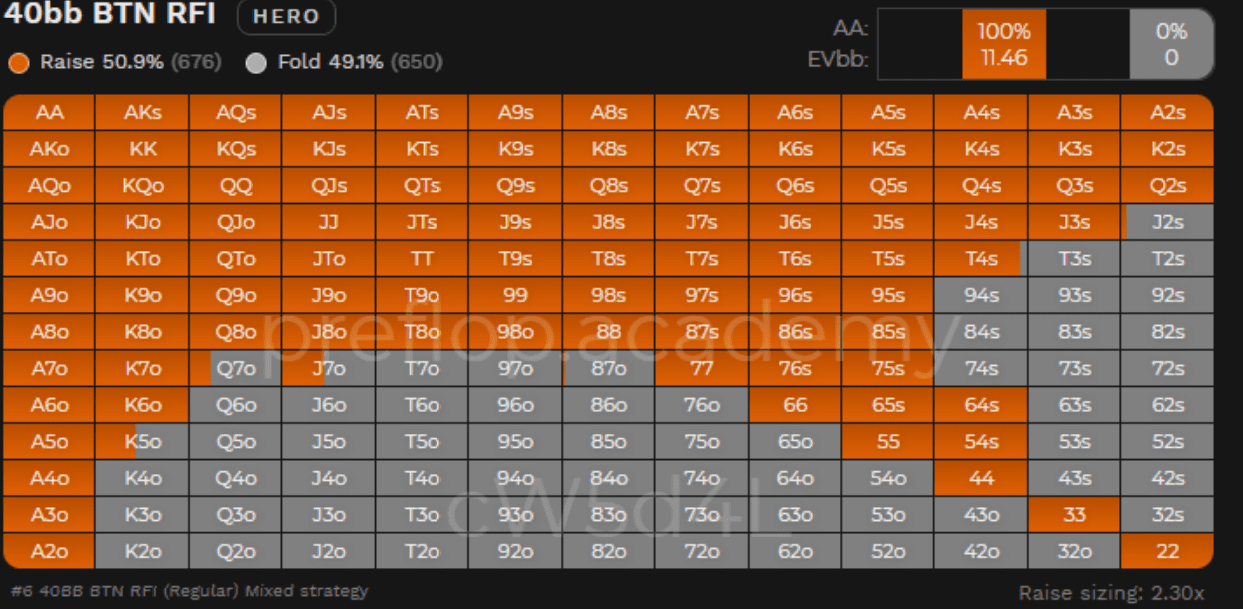 40bb BTN RFI HERO
Raise 50.9% (676) Fold 49.1% (650)
AA: 100% 0%
EVbb: 11.46 0
AA AKs AQs AJs ATs A9s A8s A7s A6s A5s A4s A3s A2s
AKo KK KQs KJs KTs K9s K8s K7s K6s K5s K4s K3s K2s
AQo KQo QQ QJs QTs Q9s Q8s Q7s Q6s Q5s Q4s Q3s Q2s
AJo KJo QJo JJ JTs J9s J8s J7s J6s J5s J4s J3s J2s
ATo KTo QTo JTo TT T9s T8s T7s T6s T5s T4s T3s T2s
A9o K9o Q9o J9o T9o 99 98s 97s 96s 95s 94s 93s 92s
A8o K8o Q8o J8o T8o 98o 88 87s 86s 85s 84s 83s 82s
preflop.academy
A7o K7o Q7o J7o T7o 97o 87o 77 76s 75s 74s 73s 72s
A6o K6o Q6o J6o T6o 96o 86o 76o 66 65s 64s 63s 62s
A5o K5o Q5o J5o T5o 95o 85o 75o 65o 55 54s 53s 52s
A4o K4o Q4o J4o T4o 94o 84o 74o 64o 54o 44 43s 42s
A3o K3o Q3o J3o T3o 93o 83o 73o 63o 53o 43o 33 32s
cW5d4L
A2o K2o Q2o J2o T2o 92o 82o 72o 62o 52o 42o 32o 22
#6 40BB BTN RFI (Regular) Mixed strategy Raise sizing: 2.30x